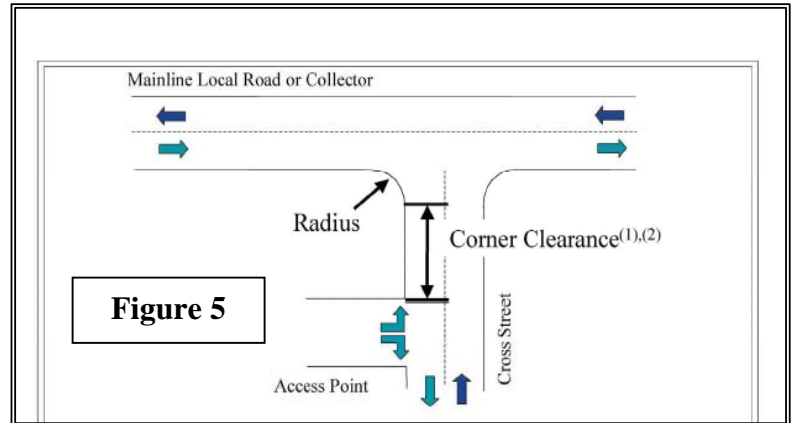 Mainline Local Road or Collector
Radius
Corner Clearance(1),(2)
Figure 5
Cross Street
Access Point